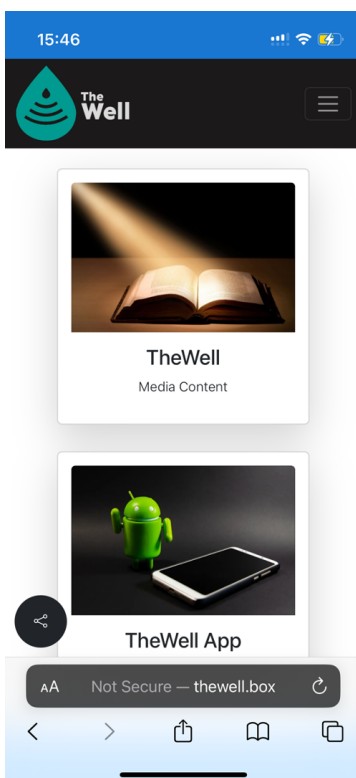 15:46
The
Well
TheWell
Media Content
TheWell App
AA Not Secure — thewell.box